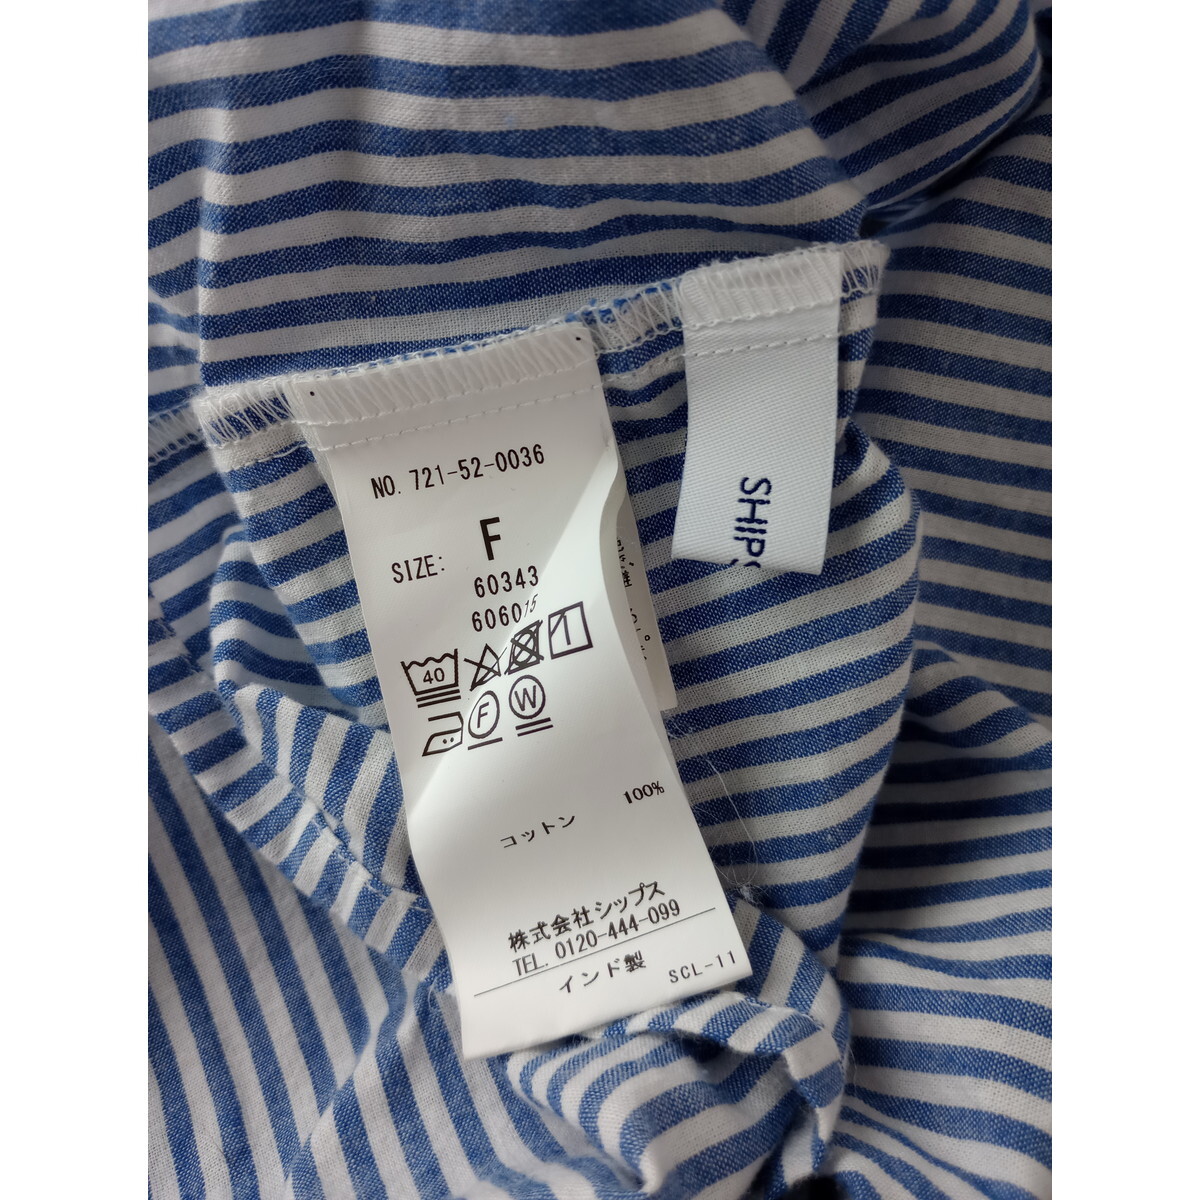 NO. 721-52-0036
SIZE: F
60343
606015
40
F W
コットン 100%
株式会社シップス
TEL. 0120-444-099
インド製 SCL-11
SHIPS